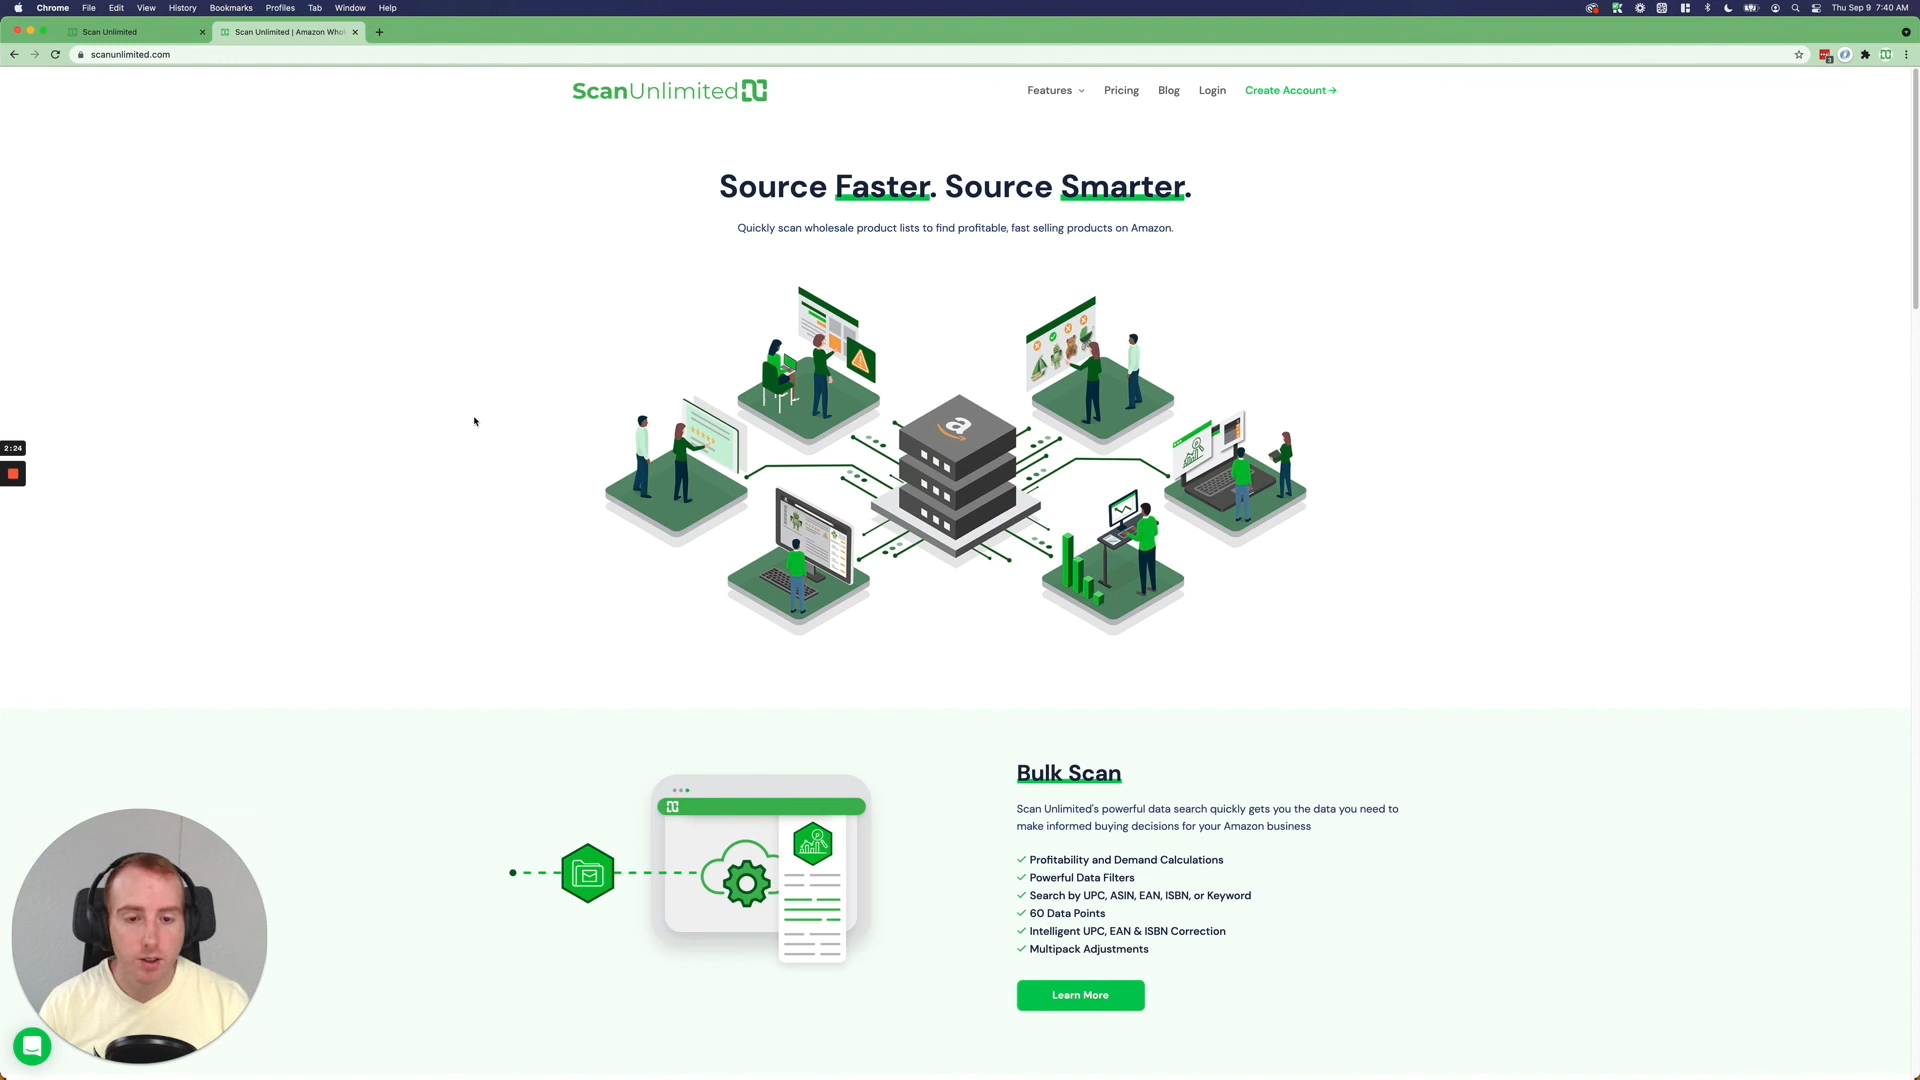 Chrome File Edit View History Bookmarks Profiles Tab Window Help
Thu Sep 9 7:40 AM
Scan Unlimited
Scan Unlimited | Amazon Whol
scanunlimited.com
ScanUnlimited
Features Pricing Blog Login Create Account
Source Faster. Source Smarter.
Quickly scan wholesale product lists to find profitable, fast selling products on Amazon.
a
2:24
Bulk Scan
Scan Unlimited's powerful data search quickly gets you the data you need to
make informed buying decisions for your Amazon business
Profitability and Demand Calculations
Powerful Data Filters
Search by UPC, ASIN, EAN, ISBN, or Keyword
60 Data Points
Intelligent UPC, EAN & ISBN Correction
Multipack Adjustments
Learn More